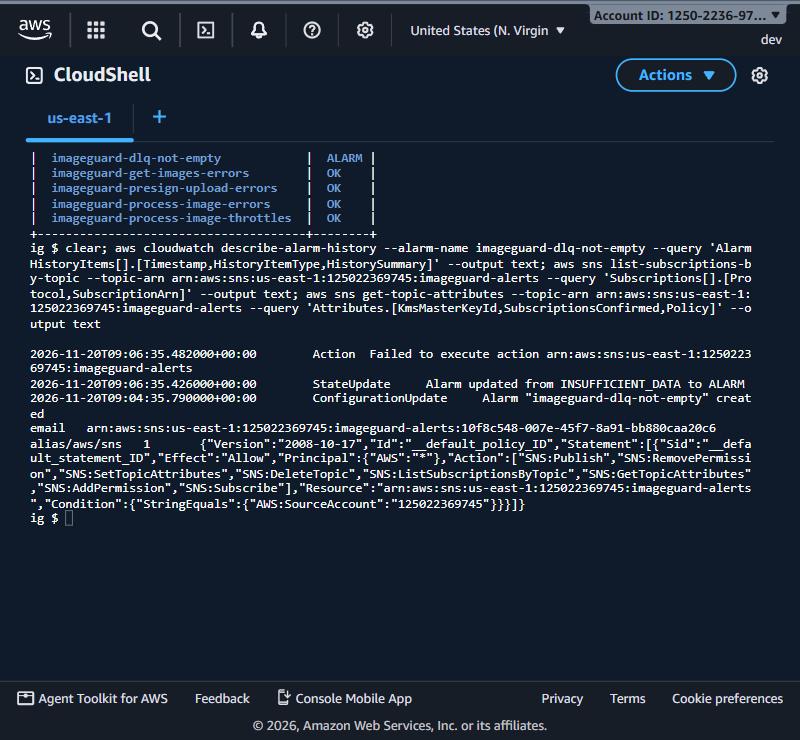 aws
United States (N. Virgin ▼
Account ID: 1250-2236-97... ▼
dev
CloudShell
Actions ▼
us-east-1
+
|  imageguard-dlq-not-empty            |  ALARM |
|  imageguard-get-images-errors        |  OK    |
|  imageguard-presign-upload-errors    |  OK    |
|  imageguard-process-image-errors     |  OK    |
|  imageguard-process-image-throttles  |  OK    |
+--------------------------------------+--------+
ig $ clear; aws cloudwatch describe-alarm-history --alarm-name imageguard-dlq-not-empty --query 'Alarm
HistoryItems[].[Timestamp,HistoryItemType,HistorySummary]' --output text; aws sns list-subscriptions-b
y-topic --topic-arn arn:aws:sns:us-east-1:125022369745:imageguard-alerts --query 'Subscriptions[].[Pro
tocol,SubscriptionArn]' --output text; aws sns get-topic-attributes --topic-arn arn:aws:sns:us-east-1:
125022369745:imageguard-alerts --query 'Attributes.[KmsMasterKeyId,SubscriptionsConfirmed,Policy]' --o
utput text
2026-11-20T09:06:35.482000+00:00        Action  Failed to execute action arn:aws:sns:us-east-1:1250223
69745:imageguard-alerts
2026-11-20T09:06:35.426000+00:00        StateUpdate     Alarm updated from INSUFFICIENT_DATA to ALARM
2026-11-20T09:04:35.790000+00:00        ConfigurationUpdate     Alarm "imageguard-dlq-not-empty" creat
ed
email   arn:aws:sns:us-east-1:125022369745:imageguard-alerts:10f8c548-007e-45f7-8a91-bb880caa20c6
alias/aws/sns   1       {"Version":"2008-10-17","Id":"__default_policy_ID","Statement":[{"Sid":"__defa
ult_statement_ID","Effect":"Allow","Principal":{"AWS":"*"},"Action":["SNS:Publish","SNS:RemovePermissi
on","SNS:SetTopicAttributes","SNS:DeleteTopic","SNS:ListSubscriptionsByTopic","SNS:GetTopicAttributes"
,"SNS:AddPermission","SNS:Subscribe"],"Resource":"arn:aws:sns:us-east-1:125022369745:imageguard-alerts
","Condition":{"StringEquals":{"AWS:SourceAccount":"125022369745"}}}]}
ig $
Agent Toolkit for AWS
Feedback
Console Mobile App
Privacy
Terms
Cookie preferences
© 2026, Amazon Web Services, Inc. or its affiliates.